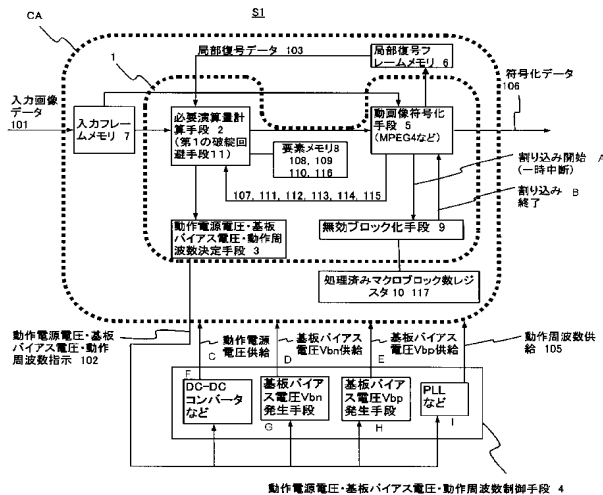 S1
CA
1
局部復号データ 103
局部復号フ
レームメモリ 6
符号化データ
106
入力画像
データ
101
入力フレー
ムメモリ 7
必要演算量計
算手段 2
(第1の破綻回
避手段11)
要素メモリ8
108, 109
110, 116
動画像符号化
手段 5
(MPEG4など)
割り込み開始 A
(一時中断)
割り込み B
終了
107, 111, 112, 113, 114, 115
動作電源電圧・基板
バイアス電圧・動作周
波数決定手段 3
無効ブロック化手段 9
処理済みマクロブロック数レジ
スタ 10 117
動作電源電圧・基板
バイアス電圧・動作
周波数指示 102
動作電源
電圧供給
C
基板バイアス
電圧Vbn供給
D
基板バイアス
電圧Vbp供給
E
動作周波数供
給 105
F
DC-DC
コンバータ
など
基板バイア
ス電圧Vbn
発生手段
G
基板バイア
ス電圧Vbp
発生手段
H
PLL
など
I
動作電源電圧・基板バイアス電圧・動作周波数制御手段 4